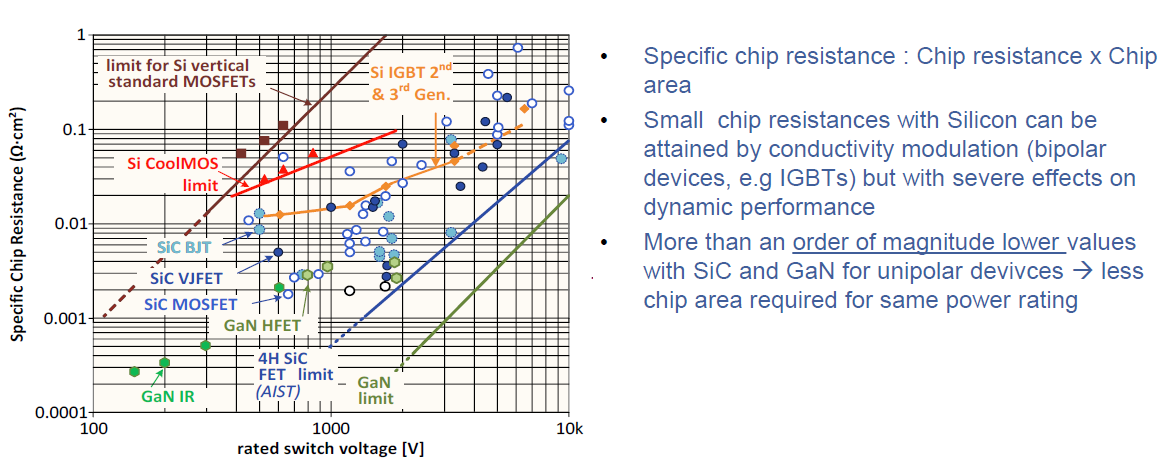 1
0.1
0.01
0.001
0.0001
100
1000
10k
Specific Chip Resistance (Ω·cm²)
rated switch voltage [V]
limit for Si vertical
standard MOSFETs
Si IGBT 2nd
& 3rd Gen.
Si CoolMOS
limit
SiC BJT
SiC VJFET
SiC MOSFET
GaN HFET
4H SiC
FET limit
(AIST)
GaN
limit
GaN IR
• Specific chip resistance : Chip resistance x Chip
area
• Small chip resistances with Silicon can be
attained by conductivity modulation (bipolar
devices, e.g IGBTs) but with severe effects on
dynamic performance
• More than an order of magnitude lower values
with SiC and GaN for unipolar devivces → less
chip area required for same power rating